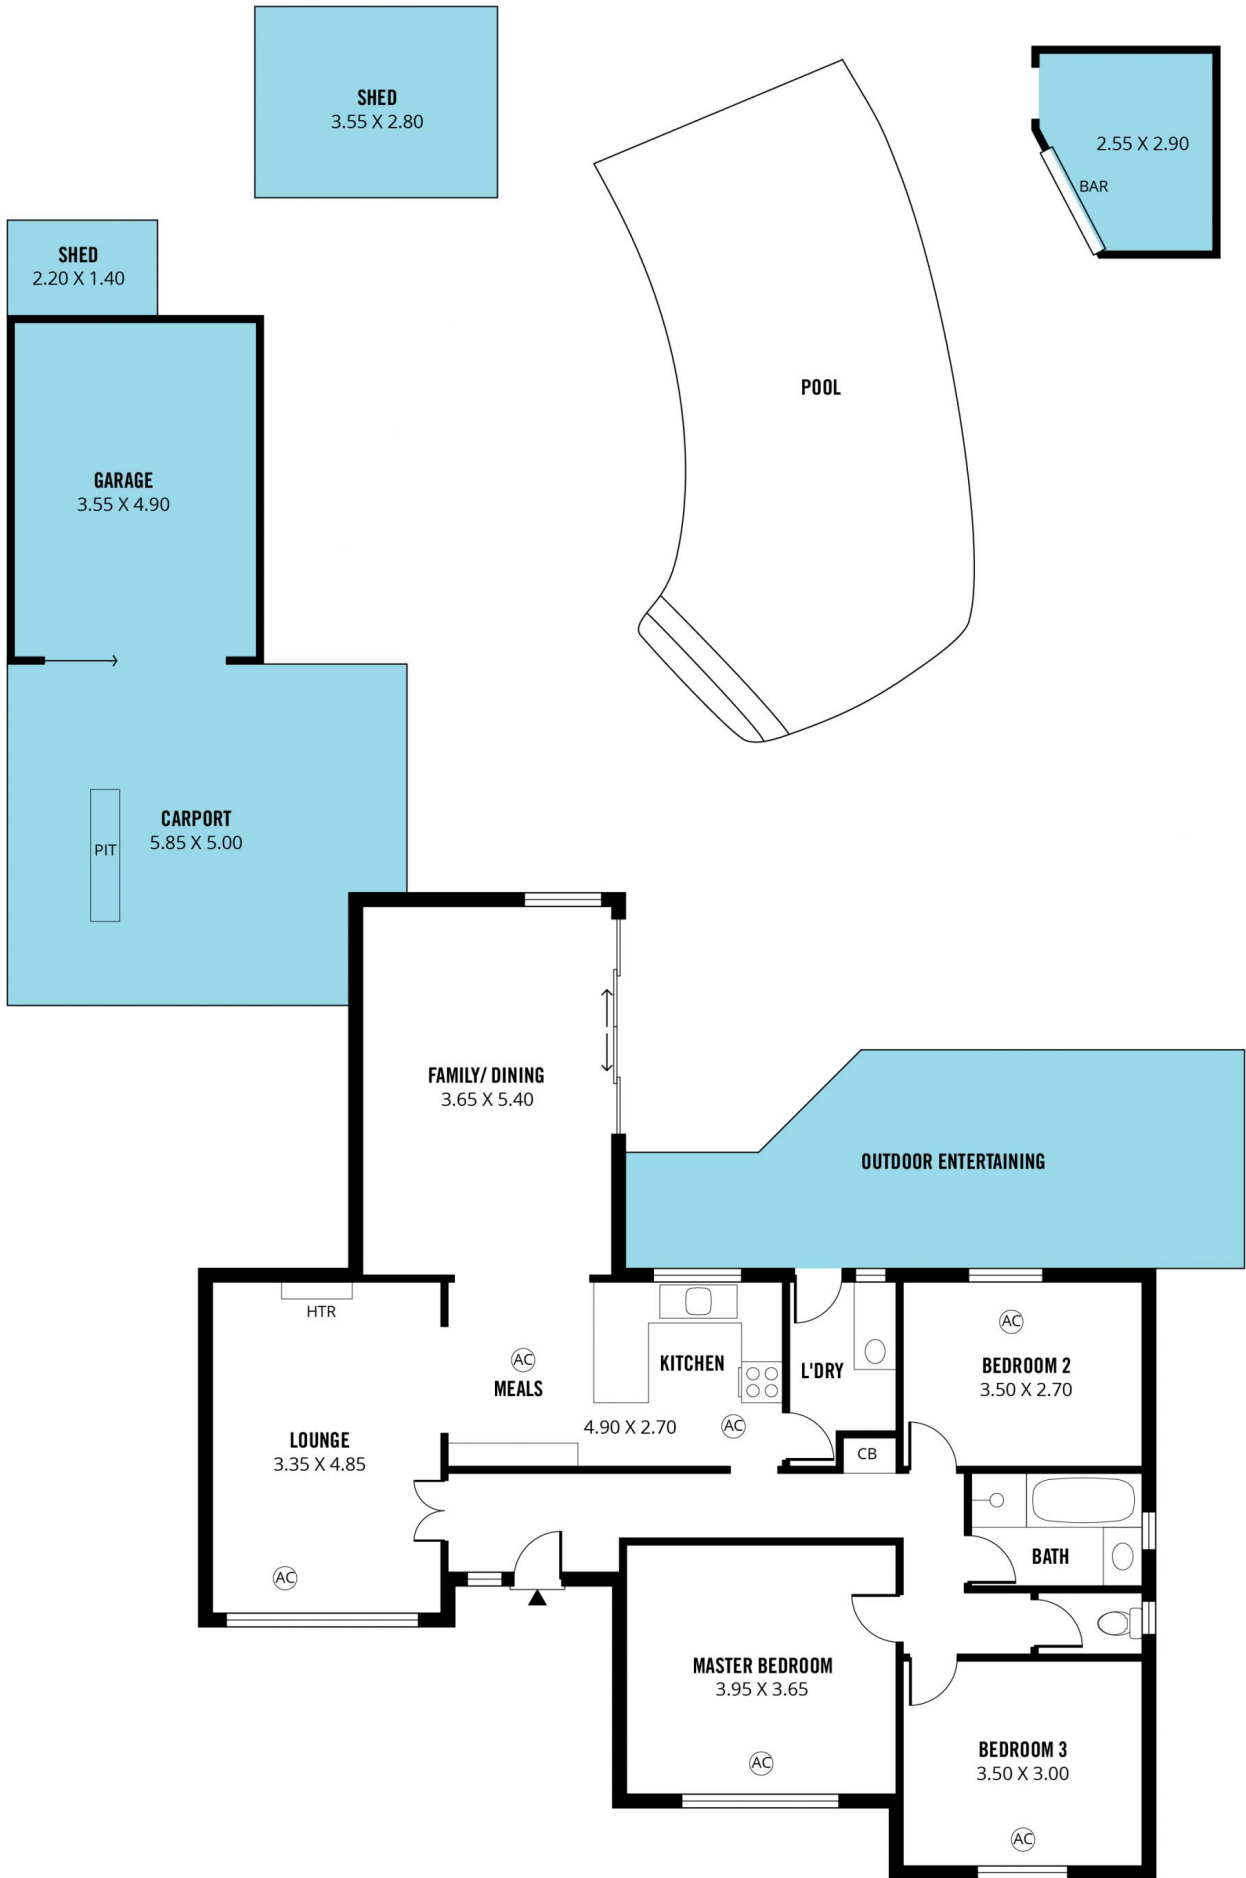 SHED
3.55 X 2.80
2.55 X 2.90
BAR
SHED
2.20 X 1.40
POOL
GARAGE
3.55 X 4.90
CARPORT
5.85 X 5.00
PIT
FAMILY/ DINING
3.65 X 5.40
OUTDOOR ENTERTAINING
HTR
AC
MEALS
KITCHEN
4.90 X 2.70
AC
L'DRY
CB
AC
BEDROOM 2
3.50 X 2.70
LOUNGE
3.35 X 4.85
AC
BATH
MASTER BEDROOM
3.95 X 3.65
AC
BEDROOM 3
3.50 X 3.00
AC